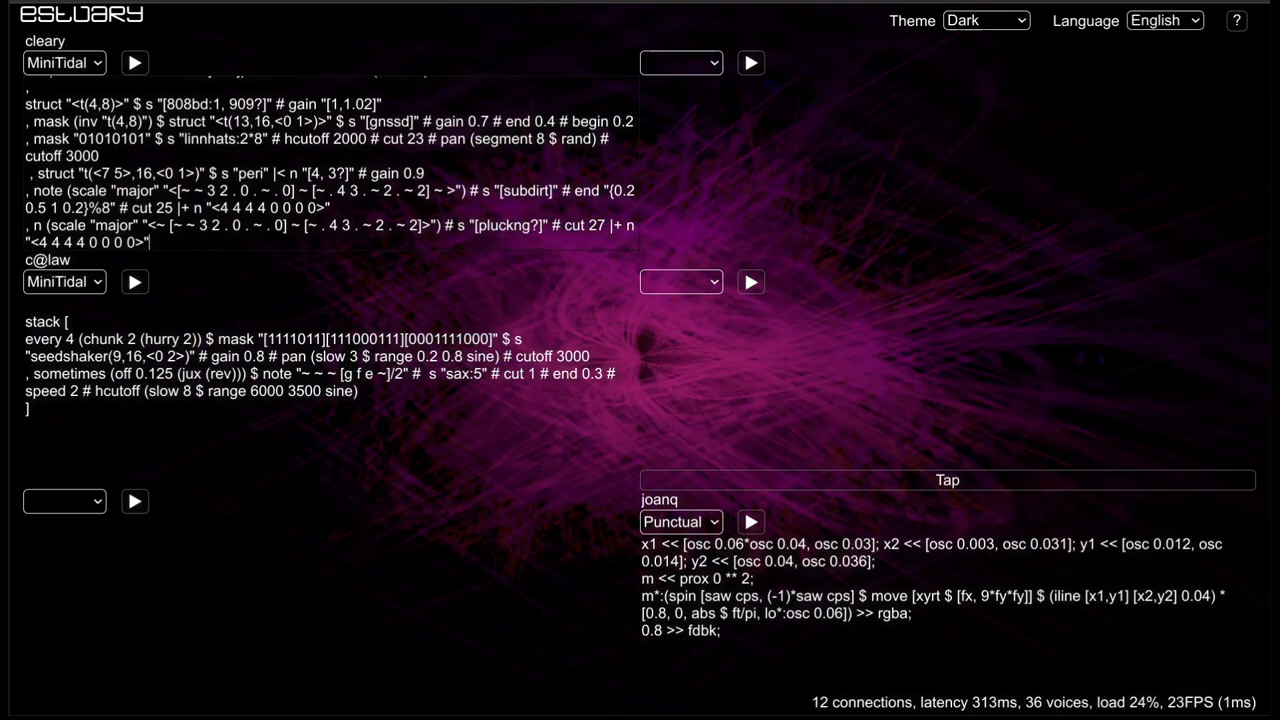 ESTUARY
Theme Dark Language English ?
cleary
MiniTidal
,
struct "<t(4,8)>" $ s "[808bd:1, 909?]" # gain "[1,1.02]"
, mask (inv "t(4,8)") $ struct "<t(13,16,<0 1>)>" $ s "[gnssd]" # gain 0.7 # end 0.4 # begin 0.2
, mask "01010101" $ s "linnhats:2*8" # hcutoff 2000 # cut 23 # pan (segment 8 $ rand) #
cutoff 3000
, struct "t(<7 5>,16,<0 1>)" $ s "peri" |< n "[4, 3?]" # gain 0.9
, note (scale "major" "<[~ ~ 3 2 . 0 . ~ . 0] ~ [~ . 4 3 . ~ 2 . ~ 2] ~ >") # s "[subdirt]" # end "{0.2
0.5 1 0.2}%8" # cut 25 |+ n "<4 4 4 4 0 0 0 0>"
, n (scale "major" "<~ [~ ~ 3 2 . 0 . ~ . 0] ~ [~ . 4 3 . ~ 2 . ~ 2]>") # s "[pluckng?]" # cut 27 |+ n
"<4 4 4 4 0 0 0 0>"
c@law
MiniTidal
stack [
every 4 (chunk 2 (hurry 2)) $ mask "[1111011][111000111][0001111000]" $ s
"seedshaker(9,16,<0 2>)" # gain 0.8 # pan (slow 3 $ range 0.2 0.8 sine) # cutoff 3000
, sometimes (off 0.125 (jux (rev))) $ note "~ ~ ~ [g f e ~]/2" # s "sax:5" # cut 1 # end 0.3 #
speed 2 # hcutoff (slow 8 $ range 6000 3500 sine)
]
Tap
joanq
Punctual
x1 << [osc 0.06*osc 0.04, osc 0.03]; x2 << [osc 0.003, osc 0.031]; y1 << [osc 0.012, osc
0.014]; y2 << [osc 0.04, osc 0.036];
m << prox 0 ** 2;
m*:(spin [saw cps, (-1)*saw cps] $ move [xyrt $ [fx, 9*fy*fy]] $ (iline [x1,y1] [x2,y2] 0.04) *
[0.8, 0, abs $ ft/pi, lo*:osc 0.06]) >> rgba;
0.8 >> fdbk;
12 connections, latency 313ms, 36 voices, load 24%, 23FPS (1ms)